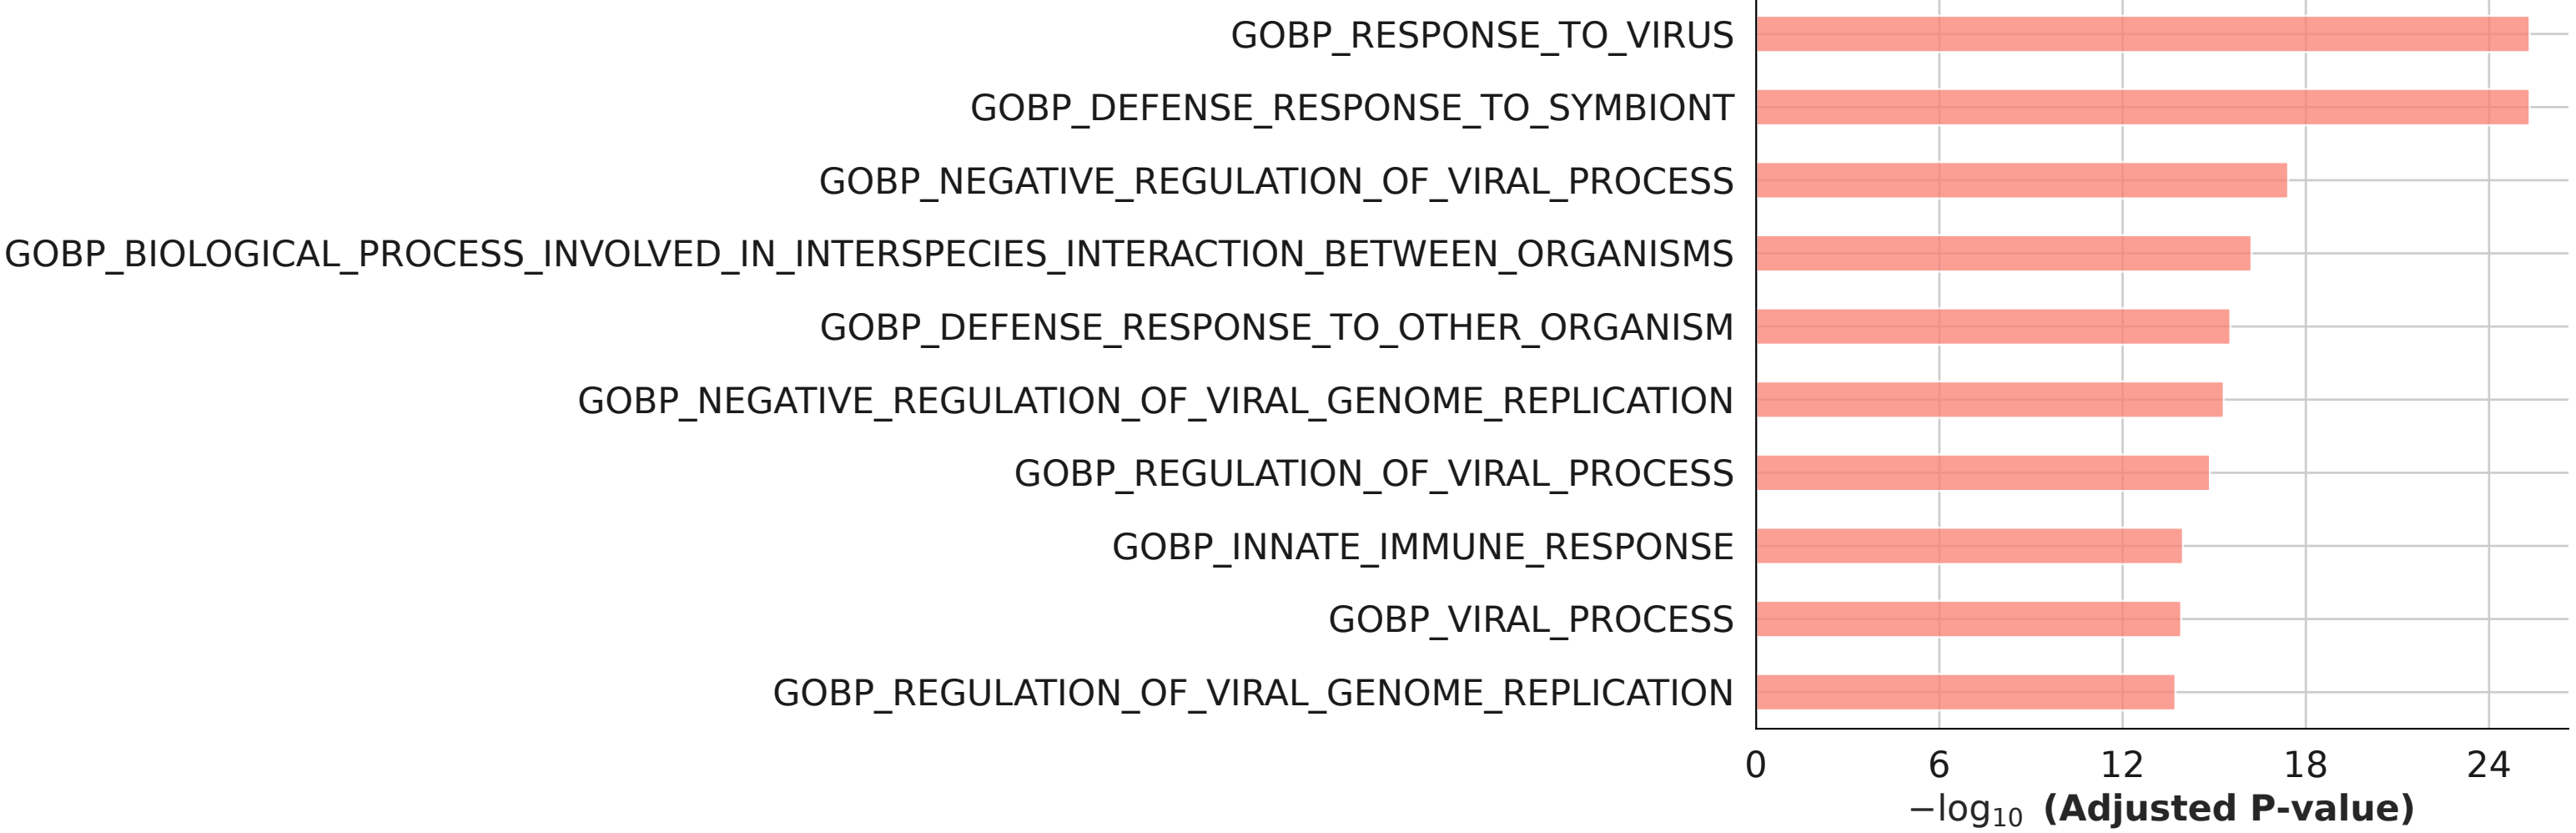 GOBP_RESPONSE_TO_VIRUS
GOBP_DEFENSE_RESPONSE_TO_SYMBIONT
GOBP_NEGATIVE_REGULATION_OF_VIRAL_PROCESS
GOBP_BIOLOGICAL_PROCESS_INVOLVED_IN_INTERSPECIES_INTERACTION_BETWEEN_ORGANISMS
GOBP_DEFENSE_RESPONSE_TO_OTHER_ORGANISM
GOBP_NEGATIVE_REGULATION_OF_VIRAL_GENOME_REPLICATION
GOBP_REGULATION_OF_VIRAL_PROCESS
GOBP_INNATE_IMMUNE_RESPONSE
GOBP_VIRAL_PROCESS
GOBP_REGULATION_OF_VIRAL_GENOME_REPLICATION
0 6 12 18 24
−log₁₀ (Adjusted P-value)